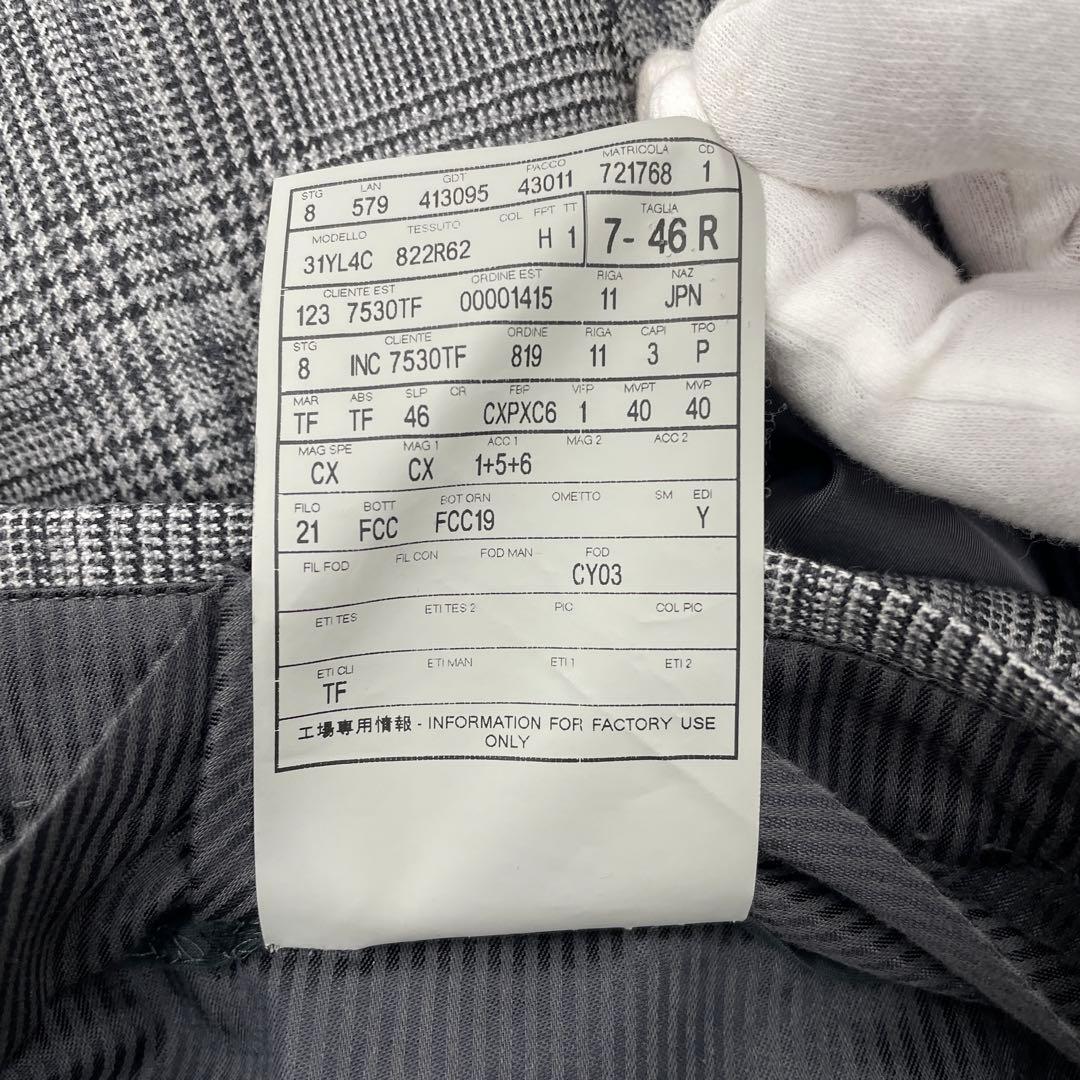 STG LAN GDT PACCO MATRICOLA CD
8 579 413095 43011 721768 1
MODELLO TESSUTO COL FPT TT TAGLIA
31YL4C 822R62 H 1 7- 46 R
CLIENTE EST ORDINE EST RIGA NAZ
123 7530TF 00001415 11 JPN
STG CLIENTE ORDINE RIGA CAPI TPO
8 INC 7530TF 819 11 3 P
MAR ABS SLP CR FBP VFP MVPT MVP
TF TF 46 CXPXC6 1 40 40
MAG SPE MAG 1 ACC 1 MAG 2 ACC 2
CX CX 1+5+6
FILO BOTT BOT ORN OMETTO SM EDI
21 FCC FCC19 Y
FIL FOD FIL CON FOD MAN FOD
CY03
ETI TES ETI TES 2 PIC COL PIC
ETI CLI ETI MAN ETI 1 ETI 2
TF
工場専用情報 - INFORMATION FOR FACTORY USE
ONLY